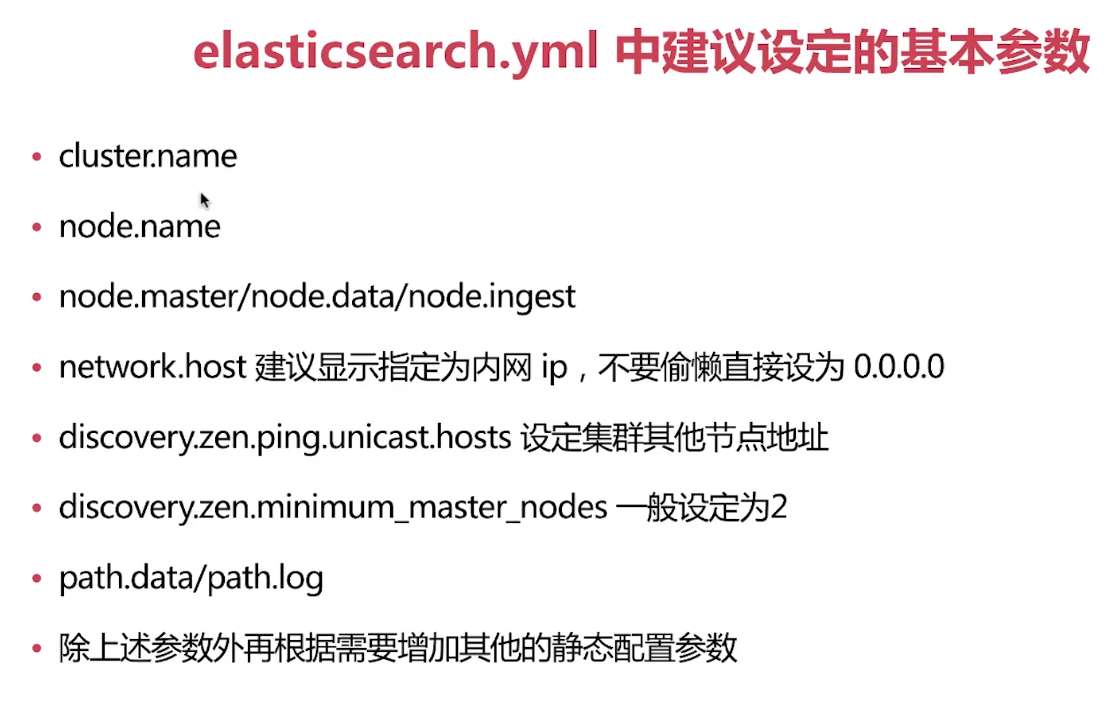 elasticsearch.yml 中建议设定的基本参数
• cluster.name
• node.name
• node.master/node.data/node.ingest
• network.host 建议显示指定为内网 ip，不要偷懒直接设为 0.0.0.0
• discovery.zen.ping.unicast.hosts 设定集群其他节点地址
• discovery.zen.minimum_master_nodes 一般设定为2
• path.data/path.log
• 除上述参数外再根据需要增加其他的静态配置参数